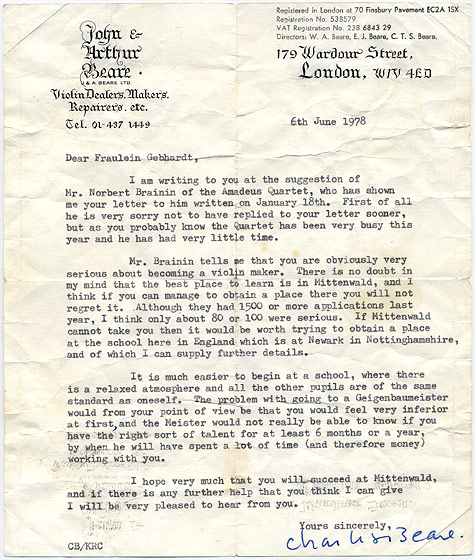 John &
Arthur
Beare.
J & A. BEARE LTD.
Violin Dealers, Makers,
Repairers, etc.
Tel. 01-437 1449
Registered in London at 70 Finsbury Pavement EC2A 1SX
Registration No. 538579
VAT Registration No. 238 6843 29
Directors: W. A. Beare, E. J. Beare, C. T. S. Beare.
179 Wardour Street,
London, W1V 4ED
6th June 1978
Dear Fraulein Gebhardt,
I am writing to you at the suggestion of
Mr. Norbert Brainin of the Amadeus Quartet, who has shown
me your letter to him written on January 18th. First of all
he is very sorry not to have replied to your letter sooner,
but as you probably know the Quartet has been very busy this
year and he has had very little time.
Mr. Brainin tells me that you are obviously very
serious about becoming a violin maker. There is no doubt in
my mind that the best place to learn is in Mittenwald, and I
think if you can manage to obtain a place there you will not
regret it. Although they had 1500 or more applications last
year, I think only about 80 or 100 were serious. If Mittenwald
cannot take you then it would be worth trying to obtain a place
at the school here in England which is at Newark in Nottinghamshire,
and of which I can supply further details.
It is much easier to begin at a school, where there
is a relaxed atmosphere and all the other pupils are of the same
standard as oneself. The problem with going to a Geigenbaumeister
would from your point of view be that you would feel very inferior
at first, and the Meister would not really be able to know if you
have the right sort of talent for at least 6 months or a year,
by when he will have spent a lot of time (and therefore money)
working with you.
I hope very much that you will succeed at Mittenwald,
and if there is any further help that you think I can give
I will be very pleased to hear from you.
Yours sincerely,
Charles Beare.
CB/KRC